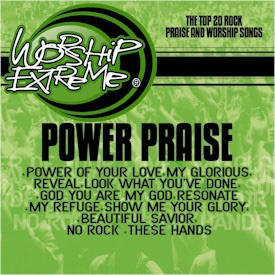 WORSHIP
EXTREME®
THE TOP 20 ROCK
PRAISE AND WORSHIP SONGS
POWER PRAISE
POWER OF YOUR LOVE.MY GLORIOUS
REVEAL.LOOK WHAT YOU'VE DONE
GOD YOU ARE MY GOD.RESONATE
MY REFUGE.SHOW ME YOUR GLORY
BEAUTIFUL SAVIOR
NO ROCK .THESE HANDS